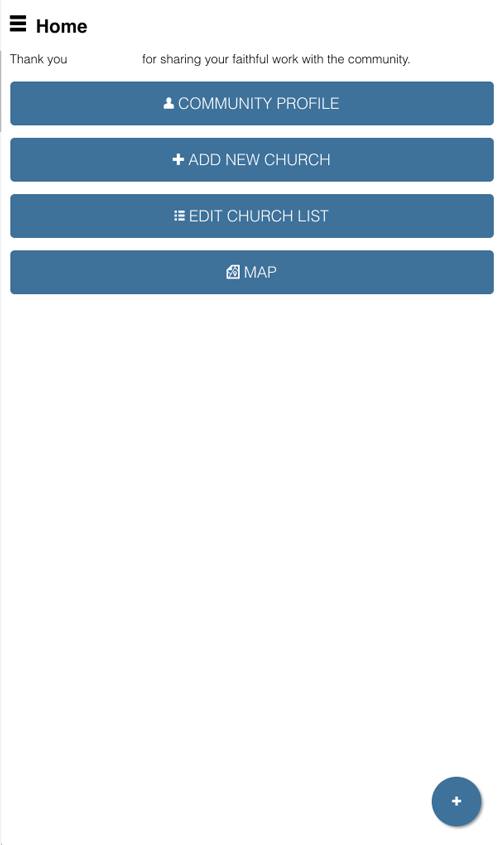 Home
Thank you for sharing your faithful work with the community.
COMMUNITY PROFILE
ADD NEW CHURCH
EDIT CHURCH LIST
MAP